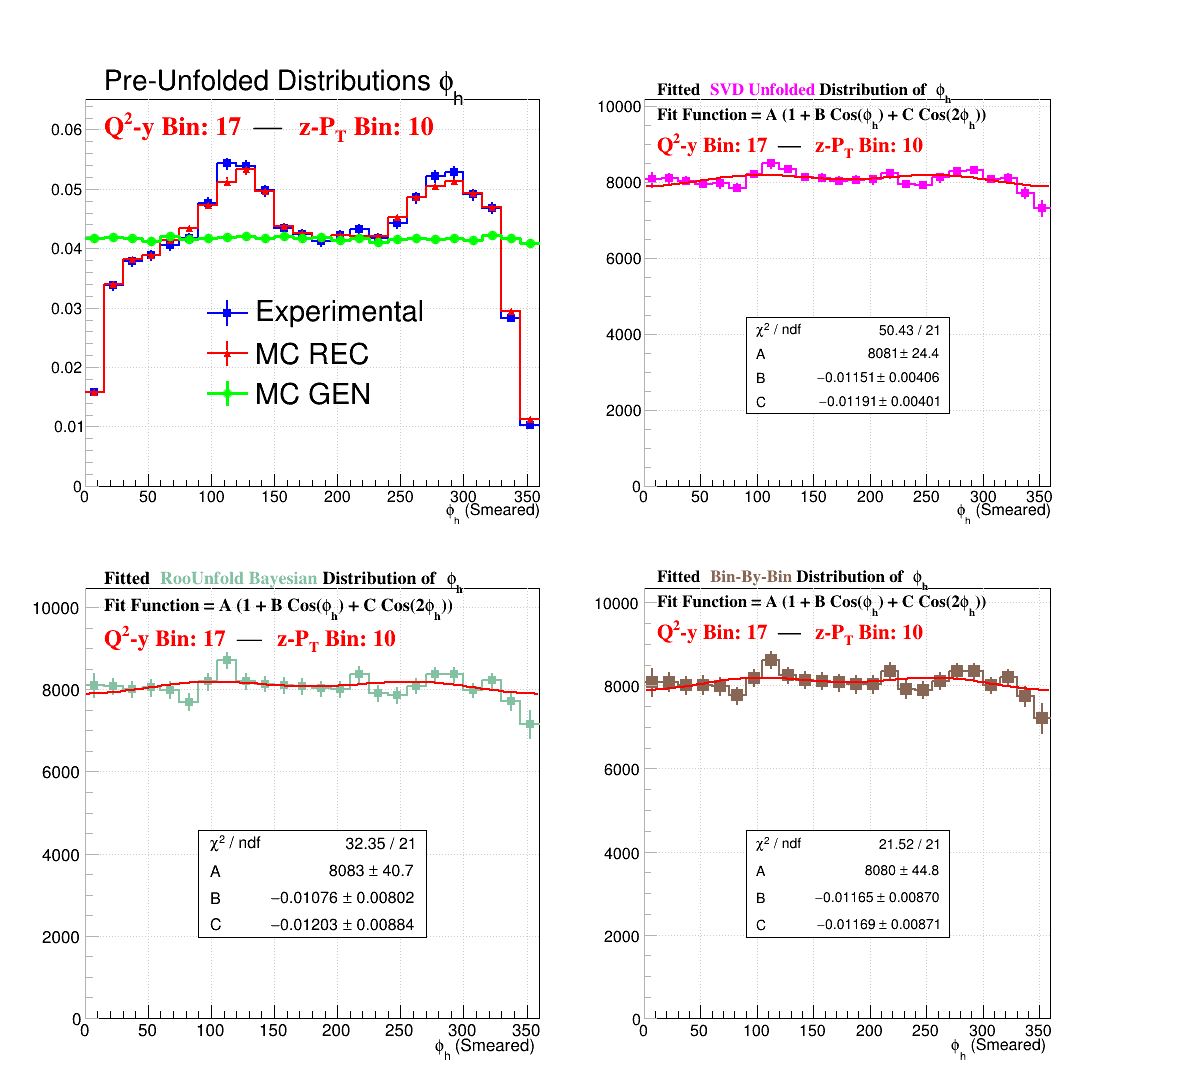 Pre-Unfolded Distributions ϕh
Q²-y Bin: 17 — z-PT Bin: 10
0.06
0.05
0.04
0.03
0.02
0.01
0
Experimental
MC REC
MC GEN
0 50 100 150 200 250 300 350
ϕh (Smeared)
Fitted SVD Unfolded Distribution of ϕh
Fit Function = A (1 + B Cos(ϕh) + C Cos(2ϕh))
Q²-y Bin: 17 — z-PT Bin: 10
10000
8000
6000
4000
2000
0
χ² / ndf 50.43 / 21
A 8081 ± 24.4
B −0.01151 ± 0.00406
C −0.01191 ± 0.00401
0 50 100 150 200 250 300 350
ϕh (Smeared)
Fitted RooUnfold Bayesian Distribution of ϕh
Fit Function = A (1 + B Cos(ϕh) + C Cos(2ϕh))
Q²-y Bin: 17 — z-PT Bin: 10
10000
8000
6000
4000
2000
0
χ² / ndf 32.35 / 21
A 8083 ± 40.7
B −0.01076 ± 0.00802
C −0.01203 ± 0.00884
0 50 100 150 200 250 300 350
ϕh (Smeared)
Fitted Bin-By-Bin Distribution of ϕh
Fit Function = A (1 + B Cos(ϕh) + C Cos(2ϕh))
Q²-y Bin: 17 — z-PT Bin: 10
10000
8000
6000
4000
2000
0
χ² / ndf 21.52 / 21
A 8080 ± 44.8
B −0.01165 ± 0.00870
C −0.01169 ± 0.00871
0 50 100 150 200 250 300 350
ϕh (Smeared)